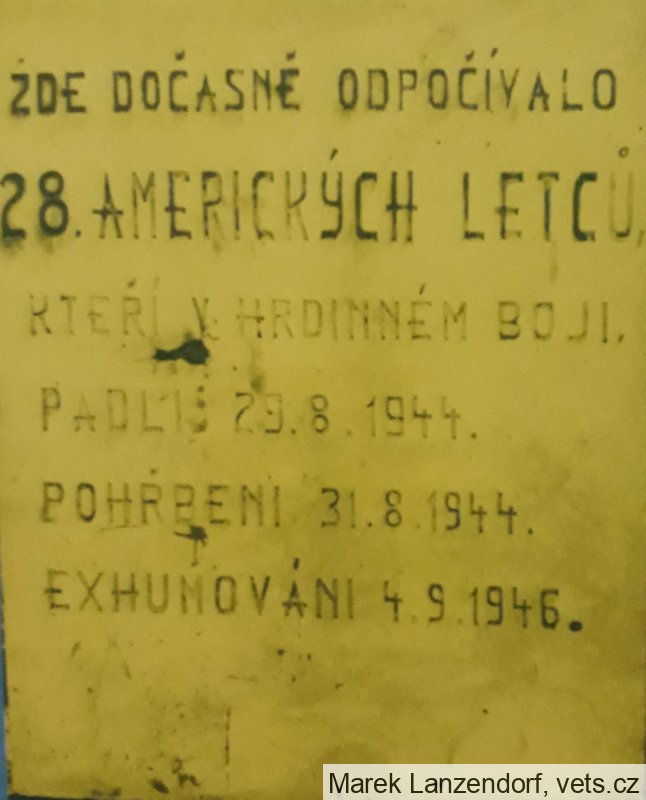 ZDE DOČASNĚ ODPOČÍVALO
28. AMERICKÝCH LETCŮ,
KTEŘÍ V HRDINNÉM BOJI.
PADLI 29.8.1944.
POHŘBENI 31.8.1944.
EXHUMOVÁNI 4.9.1946.
Marek Lanzendorf, vets.cz